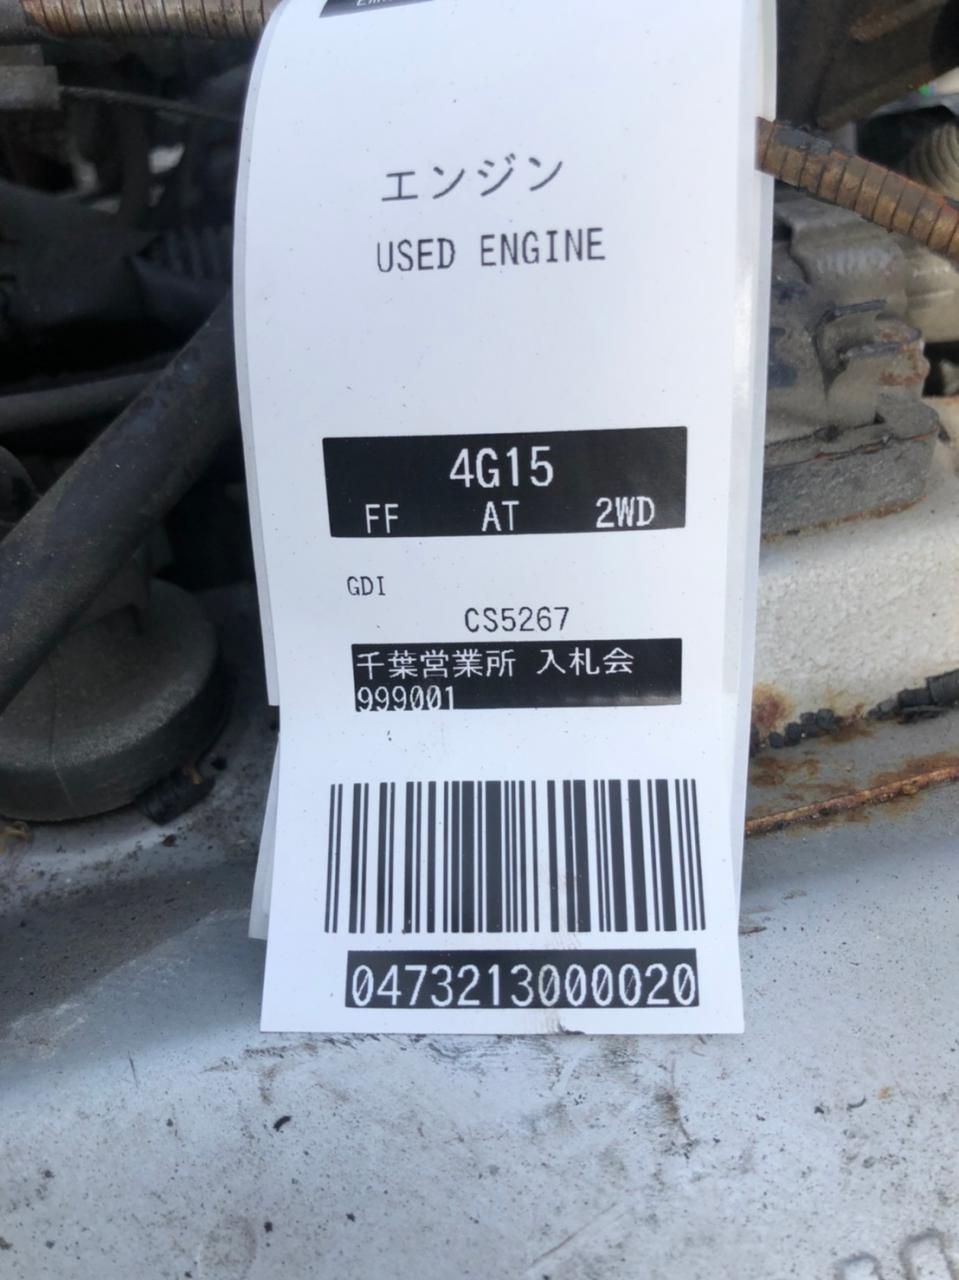 エンジン
USED ENGINE
4G15
FF AT 2WD
GDI
CS5267
千葉営業所 入札会
999001
0473213000020